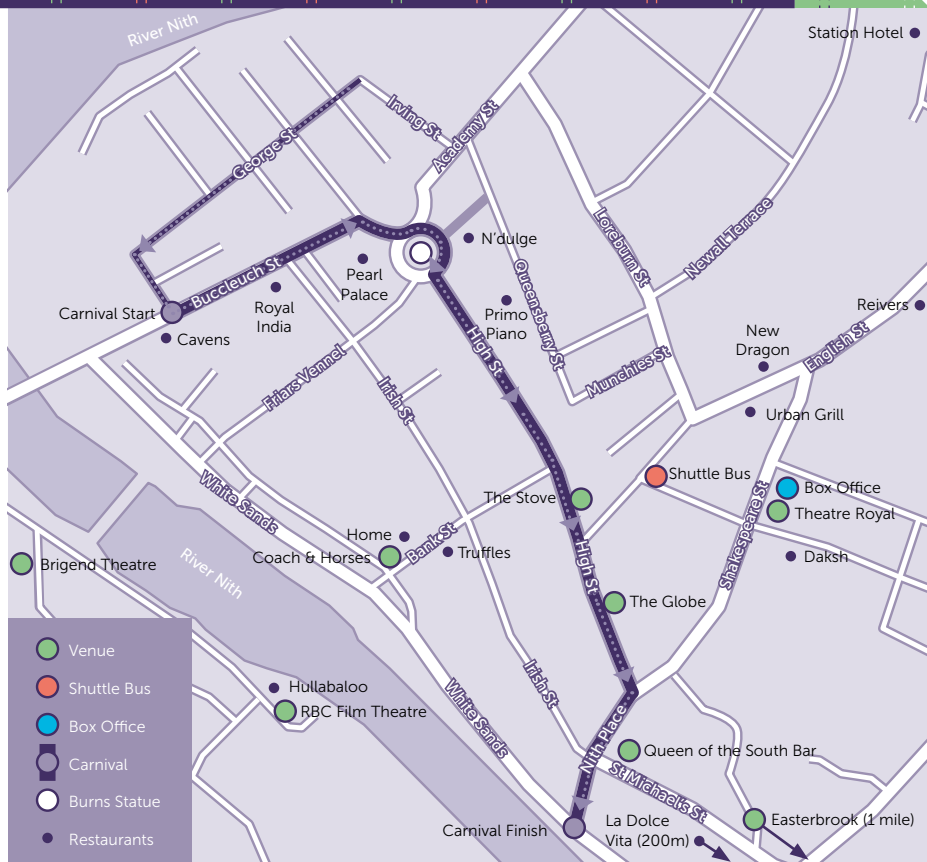 River Nith
Station Hotel
Irving St
Academy St
George St
Loreburn St
Newall Terrace
N'dulge
Buccleuch St
Pearl
Palace
Queensberry St
Royal
India
Carnival Start
Cavens
Primo
Piano
Reivers
New
Dragon
English St
High St
Friars Vennel
Irish St
Munchies St
Urban Grill
White Sands
Shuttle Bus
The Stove
Box Office
Theatre Royal
Shakespeare St
Home
Bank St
Coach & Horses
Truffles
Daksh
Brigend Theatre
River Nith
High St
The Globe
Venue
Shuttle Bus
Box Office
Carnival
Burns Statue
Restaurants
Hullabaloo
RBC Film Theatre
Irish St
White Sands
Nith Place
Queen of the South Bar
St Michael's St
Carnival Finish
La Dolce
Vita (200m)
Easterbrook (1 mile)